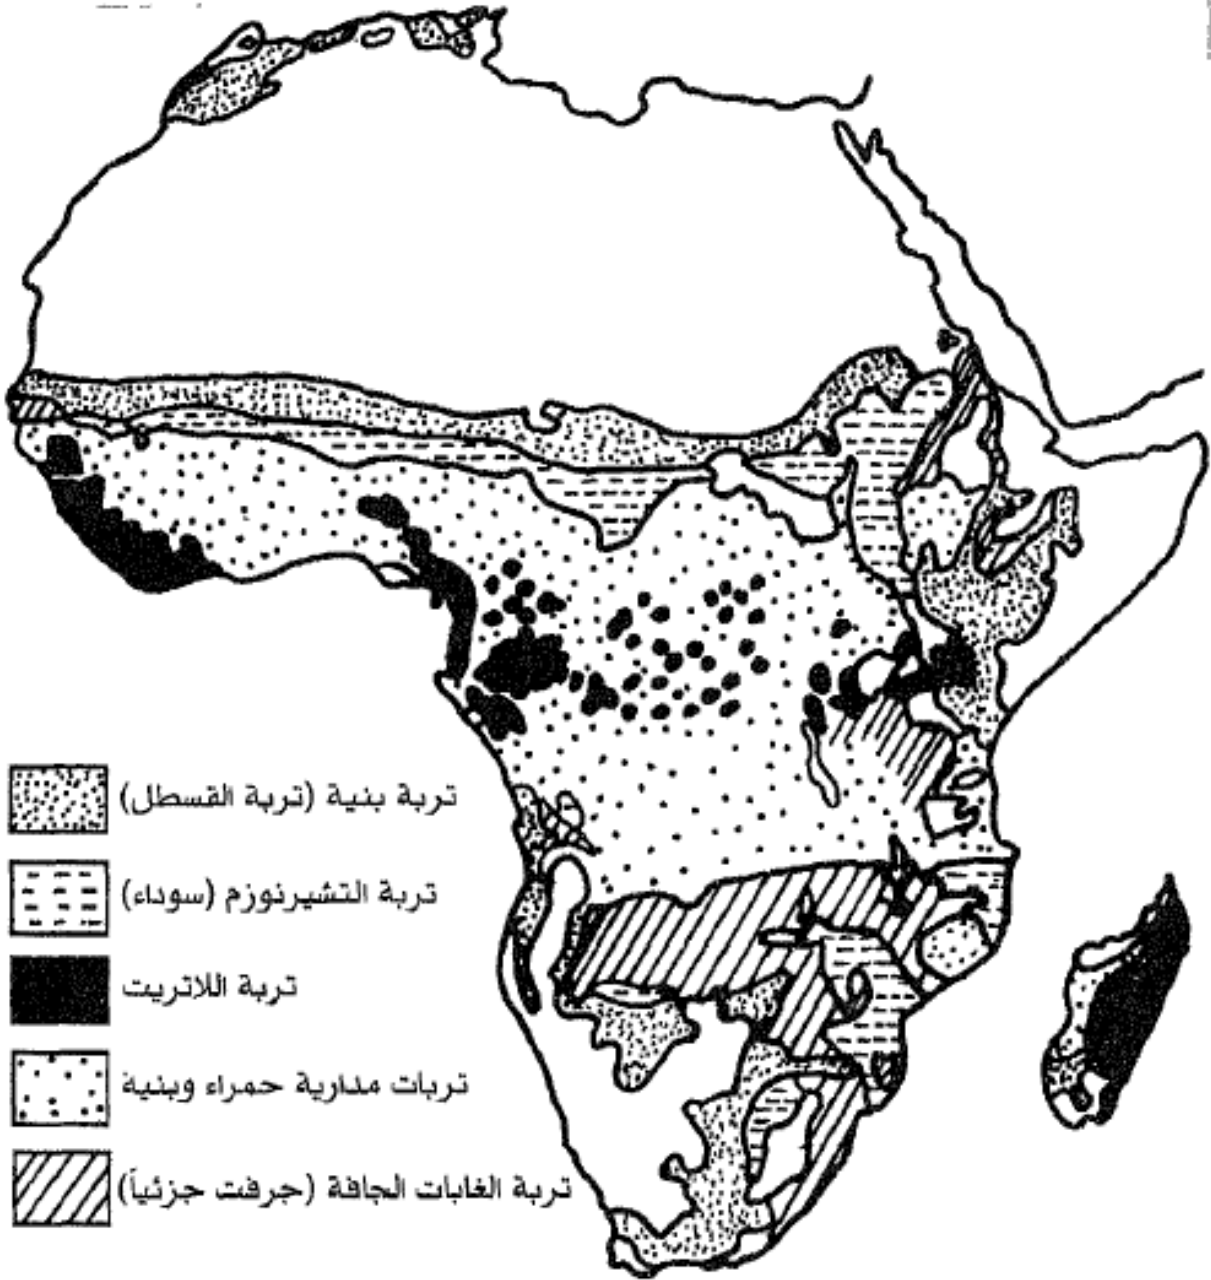 تربة بنية (تربة القسطل)
تربة التشيرنوزم (سوداء)
تربة اللاتريت
تربات مدارية حمراء وبنية
تربة الغابات الجافة (جرفت جزئياً)